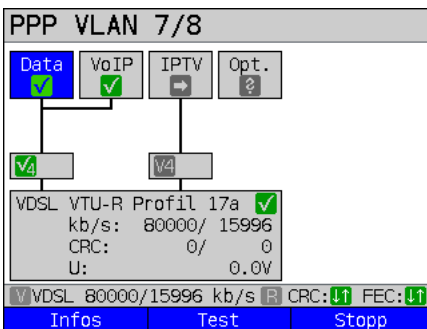 PPP VLAN 7/8
Data VoIP IPTV Opt.
?
V4 V4
VDSL VTU-R Profil 17a
kb/s: 80000/ 15996
CRC: 0/ 0
U: 0.0V
V VDSL 80000/15996 kb/s R CRC: FEC:
Infos Test Stopp